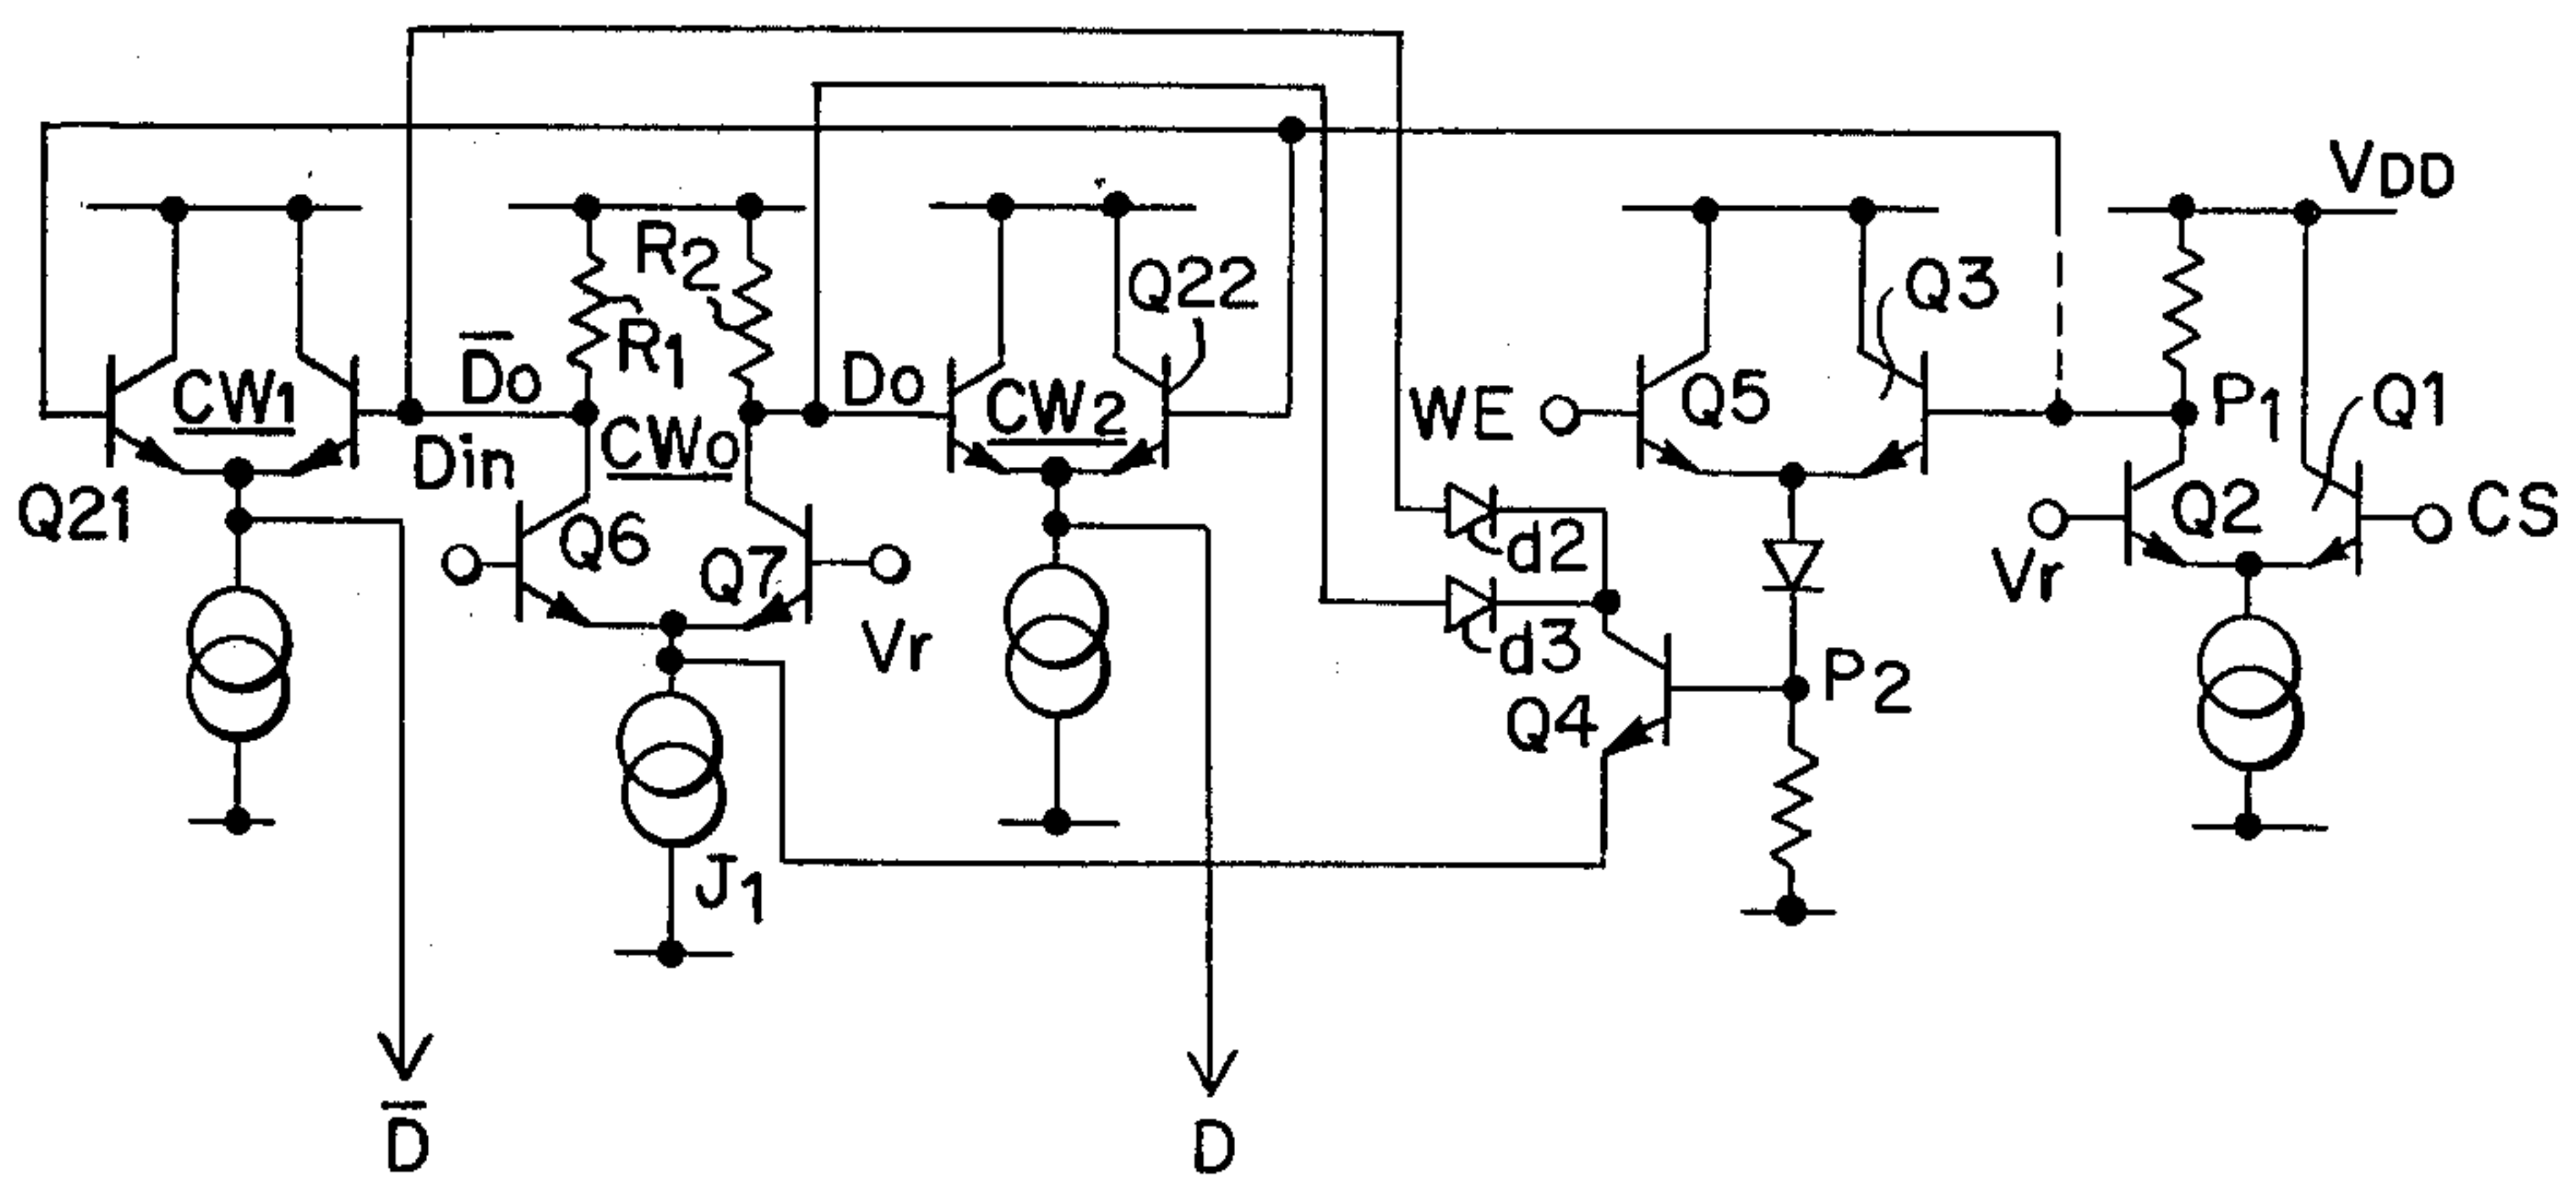 VDD
R2
Q22
Q3
R1
D̅o
Do
CW1
CW2
WE
Q5
P1
Q1
Din
CWo
Q21
Q6
Q7
Vr
d2
d3
Q2
Vr
CS
P2
Q4
J1
D̅
D